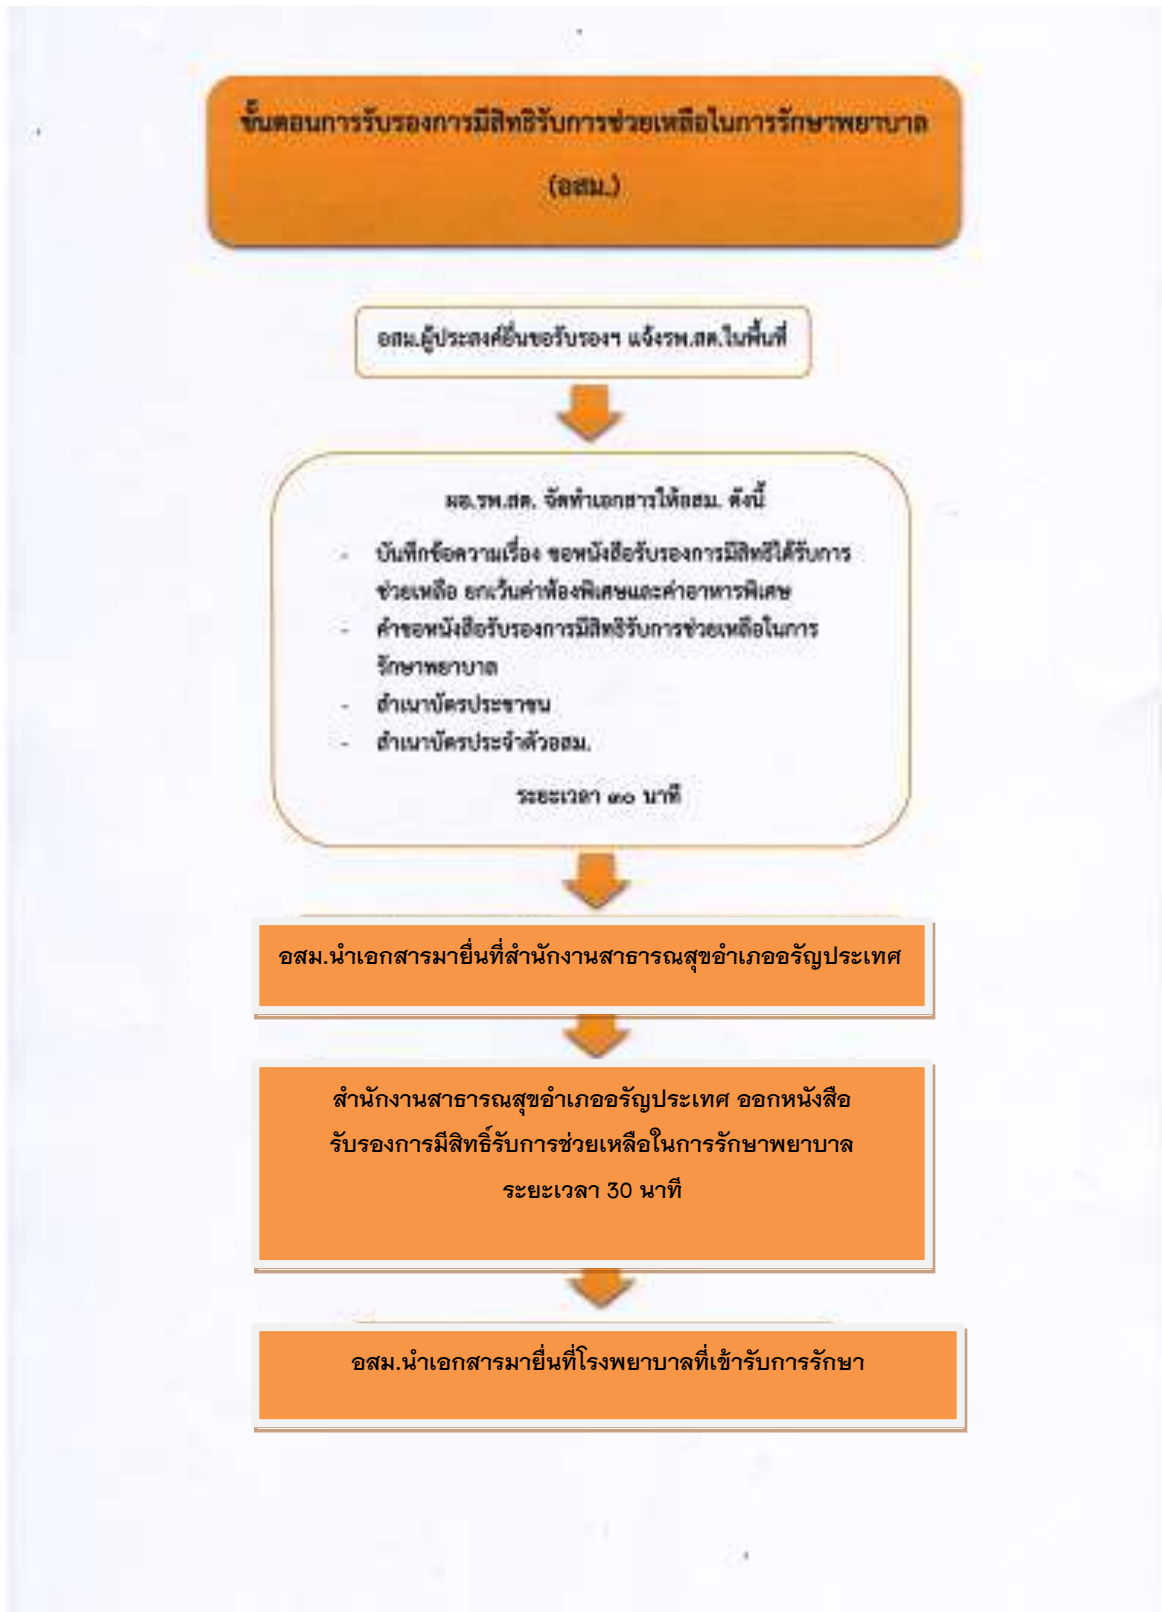 ขั้นตอนการรับรองการมีสิทธิรับการช่วยเหลือในการรักษาพยาบาล
(อสม.)
อสม.ผู้ประสงค์ยื่นขอรับรองฯ แจ้งรพ.สต.ในพื้นที่
ผอ.รพ.สต. จัดทำเอกสารให้อสม. ดังนี้
- บันทึกข้อความเรื่อง ขอหนังสือรับรองการมีสิทธิได้รับการ
ช่วยเหลือ ยกเว้นค่าห้องพิเศษและค่าอาหารพิเศษ
- คำขอหนังสือรับรองการมีสิทธิรับการช่วยเหลือในการ
รักษาพยาบาล
- สำเนาบัตรประชาชน
- สำเนาบัตรประจำตัวอสม.
ระยะเวลา ๓๐ นาที
อสม.นำเอกสารมายื่นที่สำนักงานสาธารณสุขอำเภออรัญประเทศ
สำนักงานสาธารณสุขอำเภออรัญประเทศ ออกหนังสือ
รับรองการมีสิทธิ์รับการช่วยเหลือในการรักษาพยาบาล
ระยะเวลา 30 นาที
อสม.นำเอกสารมายื่นที่โรงพยาบาลที่เข้ารับการรักษา